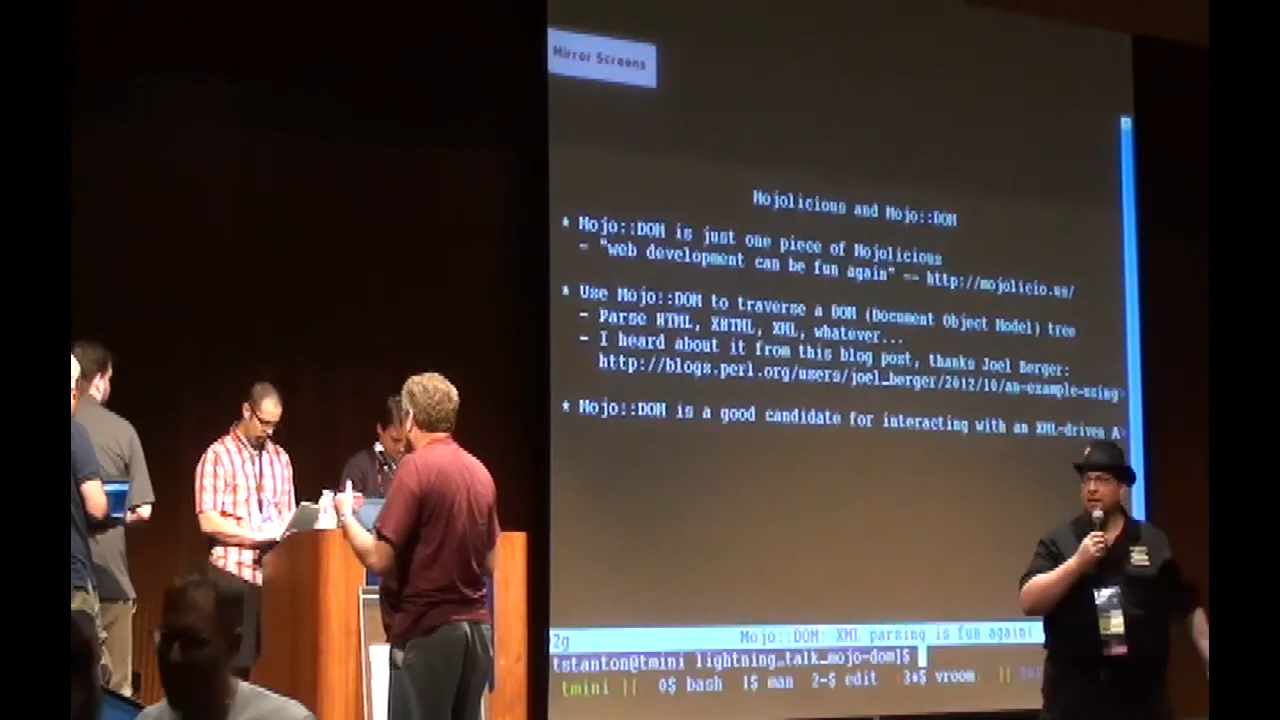 Mirror Screens
Mojolicious and Mojo::DOM
* Mojo::DOM is just one piece of Mojolicious
- "web development can be fun again" -- http://mojolicio.us/
* Use Mojo::DOM to traverse a DOM (Document Object Model) tree
- Parse HTML, XHTML, XML, whatever...
- I heard about it from this blog post, thanks Joel Berger:
http://blogs.perl.org/users/joel_berger/2012/10/an-example-using>
* Mojo::DOM is a good candidate for interacting with an XML-driven A>
2g Mojo::DOM: XML parsing is fun again!
tstanton@tmini lightning_talk_mojo-dom]$
tmini || 0$ bash 1$ man 2-$ edit 3*$ vroom ||